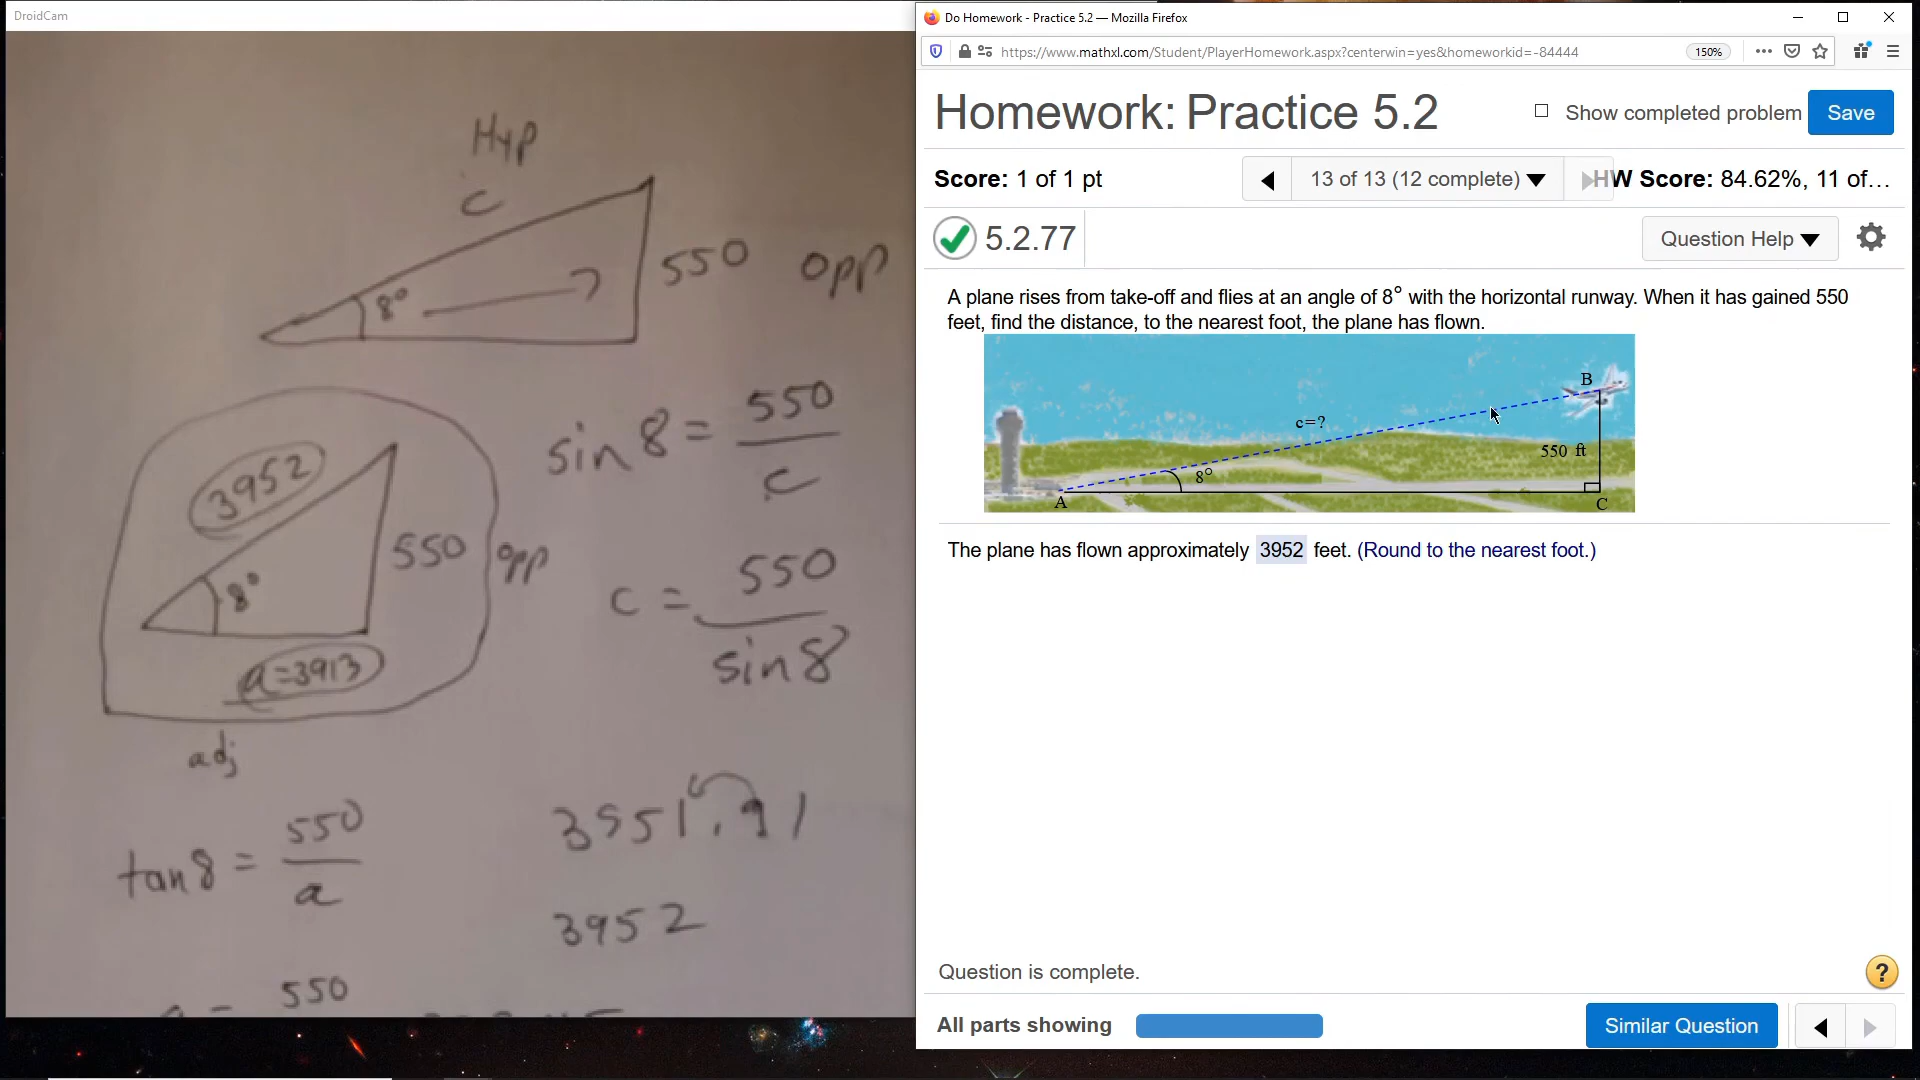 DroidCam
Hyp
c
8°
550 opp
3952
8°
550 opp
a=3913
adj
sin 8 = 550/c
c = 550/sin 8
tan 8 = 550/a
3951.91
3952
550
Do Homework - Practice 5.2 — Mozilla Firefox
https://www.mathxl.com/Student/PlayerHomework.aspx?centerwin=yes&homeworkid=-84444
150%
Homework: Practice 5.2
Show completed problem
Save
Score: 1 of 1 pt
13 of 13 (12 complete)
HW Score: 84.62%, 11 of…
5.2.77
Question Help
A plane rises from take-off and flies at an angle of 8° with the horizontal runway. When it has gained 550
feet, find the distance, to the nearest foot, the plane has flown.
B
c=?
550 ft
8°
A
C
The plane has flown approximately 3952 feet. (Round to the nearest foot.)
Question is complete.
?
All parts showing
Similar Question